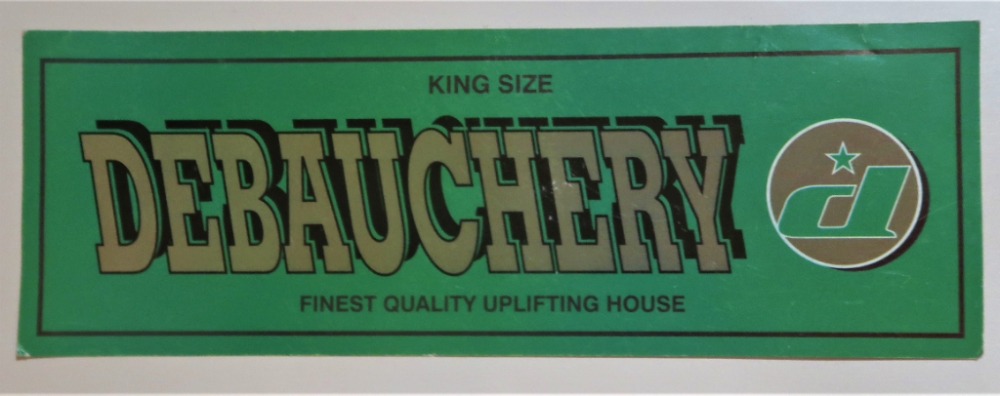 KING SIZE
DEBAUCHERY
d
FINEST QUALITY UPLIFTING HOUSE